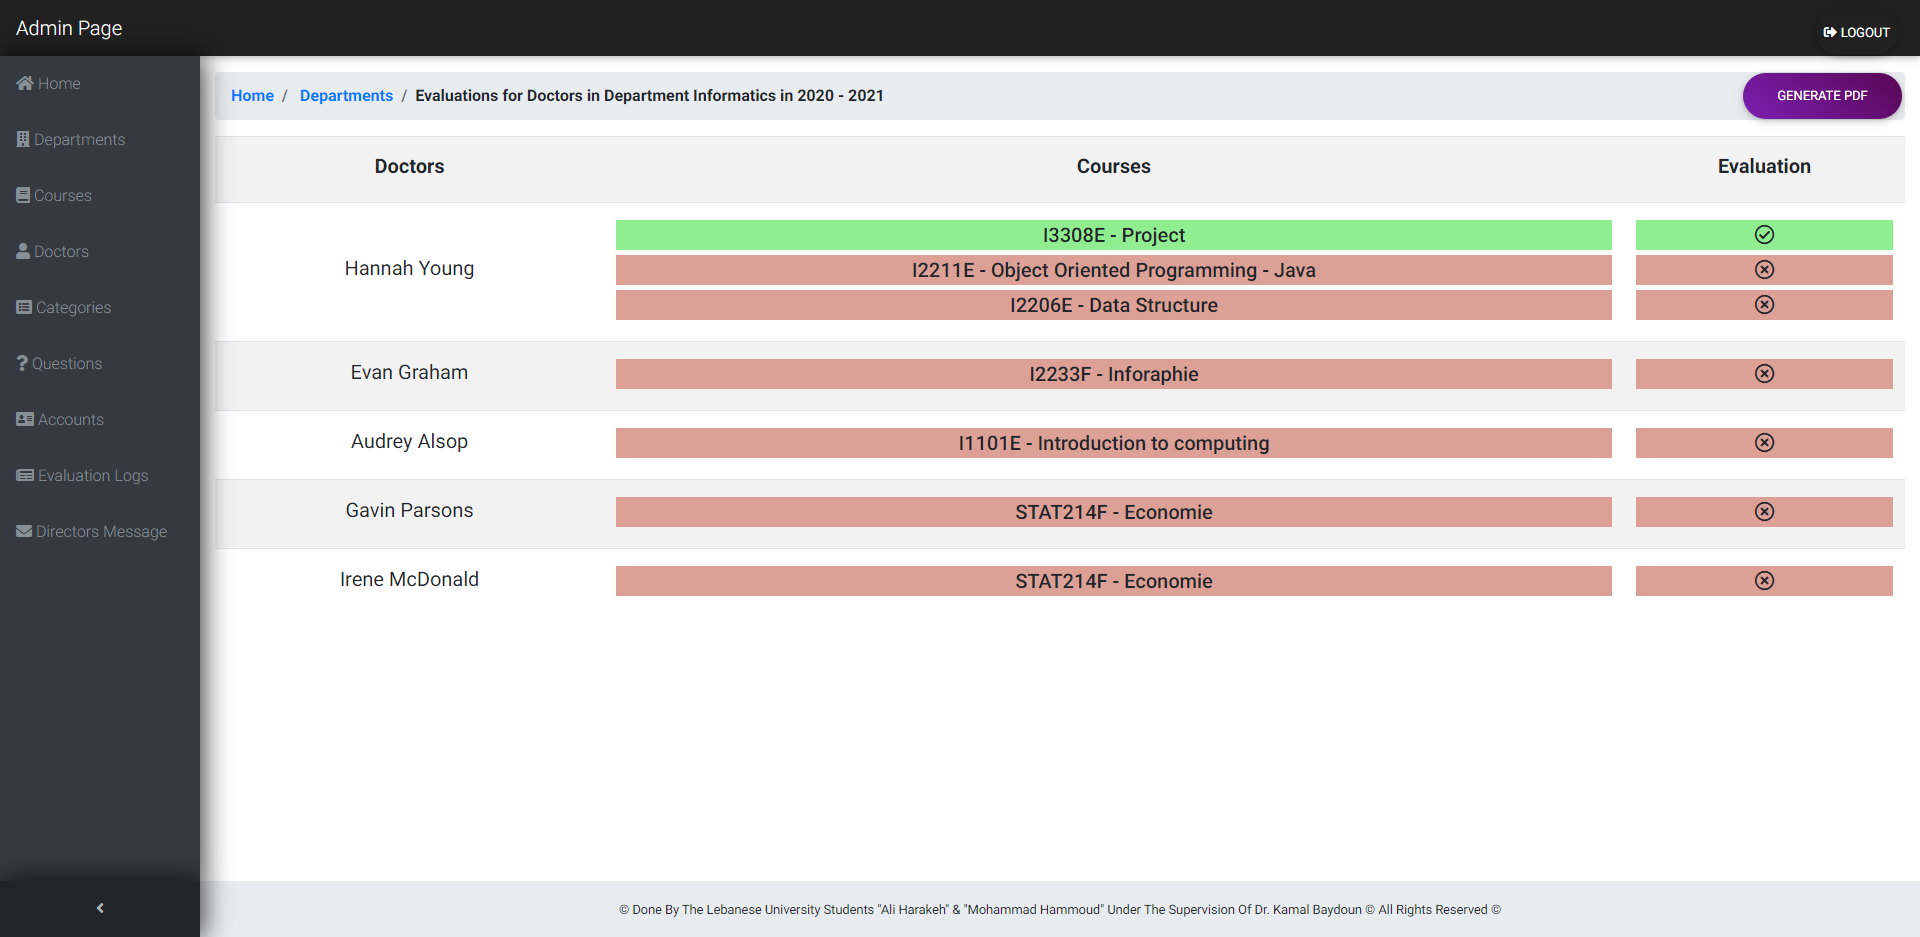 Admin Page
LOGOUT
Home
Departments
Courses
Doctors
Categories
Questions
Accounts
Evaluation Logs
Directors Message
Home / Departments / Evaluations for Doctors in Department Informatics in 2020 - 2021
GENERATE PDF
Doctors Courses Evaluation
Hannah Young
I3308E - Project
I2211E - Object Oriented Programming - Java
I2206E - Data Structure
Evan Graham
I2233F - Inforaphie
Audrey Alsop
I1101E - Introduction to computing
Gavin Parsons
STAT214F - Economie
Irene McDonald
STAT214F - Economie
© Done By The Lebanese University Students "Ali Harakeh" & "Mohammad Hammoud" Under The Supervision Of Dr. Kamal Baydoun © All Rights Reserved ©